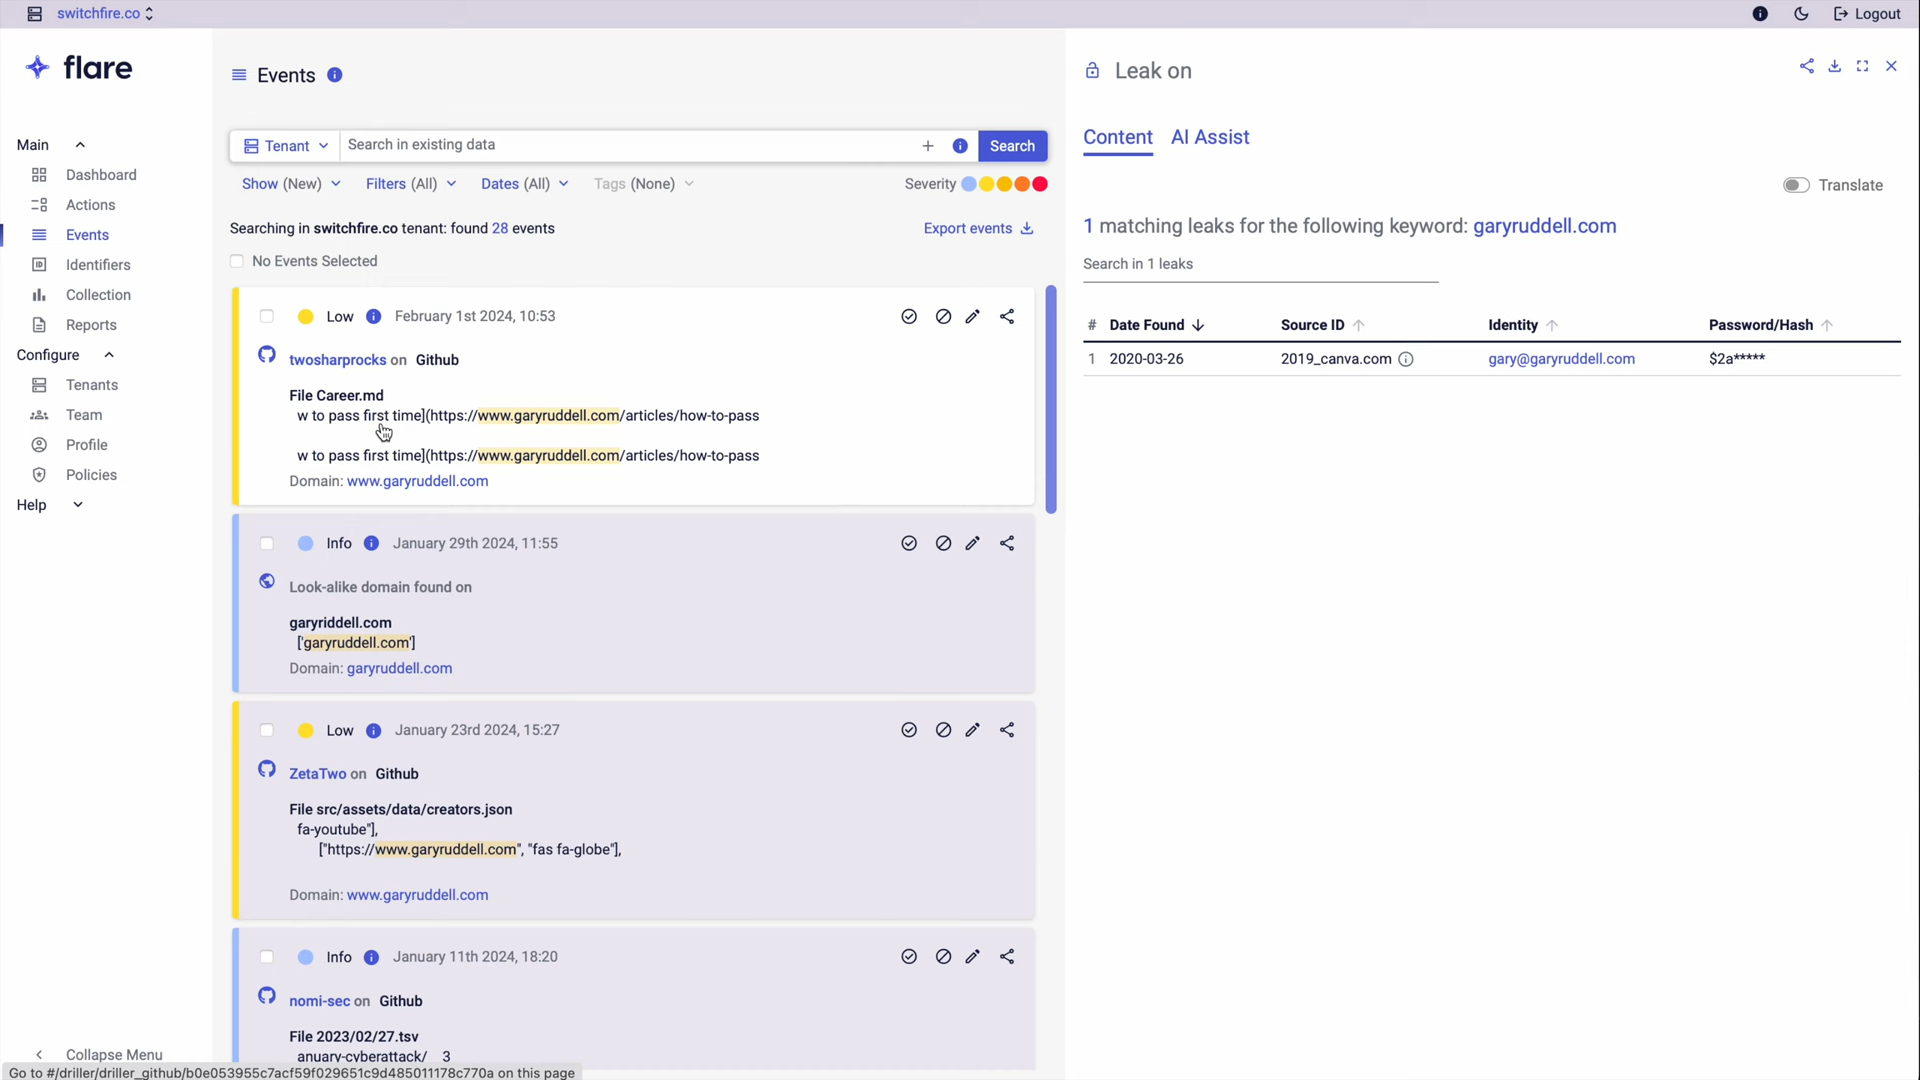 switchfire.co
Logout
flare
Main
Dashboard
Actions
Events
Identifiers
Collection
Reports
Configure
Tenants
Team
Profile
Policies
Help
Collapse Menu
Events
Tenant Search in existing data + Search
Show (New) Filters (All) Dates (All) Tags (None) Severity
Searching in switchfire.co tenant: found 28 events Export events
No Events Selected
Low February 1st 2024, 10:53
twosharprocks on Github
File Career.md
w to pass first time](https://www.garyruddell.com/articles/how-to-pass
w to pass first time](https://www.garyruddell.com/articles/how-to-pass
Domain: www.garyruddell.com
Info January 29th 2024, 11:55
Look-alike domain found on
garyriddell.com
['garyruddell.com']
Domain: garyruddell.com
Low January 23rd 2024, 15:27
ZetaTwo on Github
File src/assets/data/creators.json
fa-youtube"],
["https://www.garyruddell.com", "fas fa-globe"],
Domain: www.garyruddell.com
Info January 11th 2024, 18:20
nomi-sec on Github
File 2023/02/27.tsv
anuary-cyberattack/ 3
Leak on
Content AI Assist
Translate
1 matching leaks for the following keyword: garyruddell.com
Search in 1 leaks
# Date Found Source ID Identity Password/Hash
1 2020-03-26 2019_canva.com gary@garyruddell.com $2a*****
Go to #/driller/driller_github/b0e053955c7acf59f029651c9d485011178c770a on this page